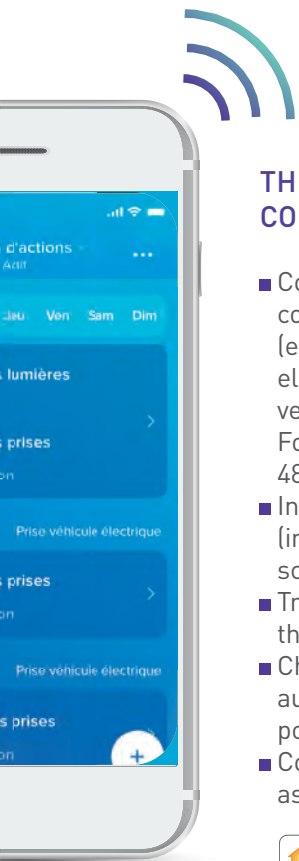 d'actions
Actif
Jeu Ven Sam Dim
s lumières
s prises
on
Prise véhicule électrique
s prises
on
Prise véhicule électrique
s prises
on
+
TH
CO
Co
co
(e
el
ve
Fo
48
In
(in
so
Tr
th
Ch
au
po
Co
as